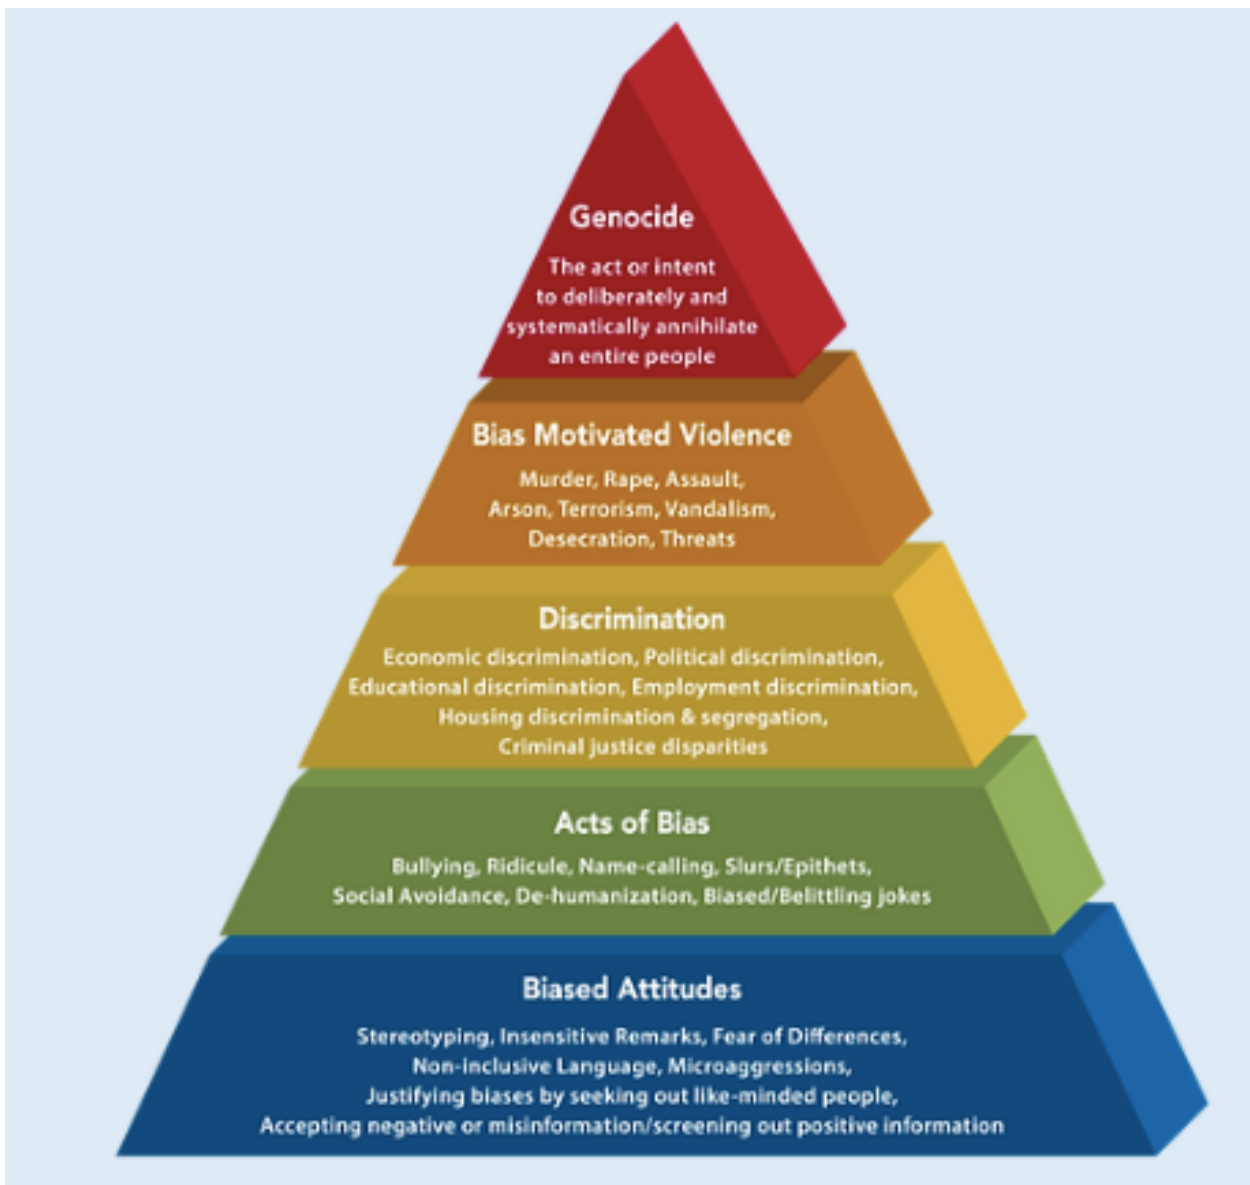 Genocide
The act or intent
to deliberately and
systematically annihilate
an entire people
Bias Motivated Violence
Murder, Rape, Assault,
Arson, Terrorism, Vandalism,
Desecration, Threats
Discrimination
Economic discrimination, Political discrimination,
Educational discrimination, Employment discrimination,
Housing discrimination & segregation,
Criminal justice disparities
Acts of Bias
Bullying, Ridicule, Name-calling, Slurs/Epithets,
Social Avoidance, De-humanization, Biased/Belittling jokes
Biased Attitudes
Stereotyping, Insensitive Remarks, Fear of Differences,
Non-inclusive Language, Microaggressions,
Justifying biases by seeking out like-minded people,
Accepting negative or misinformation/screening out positive information